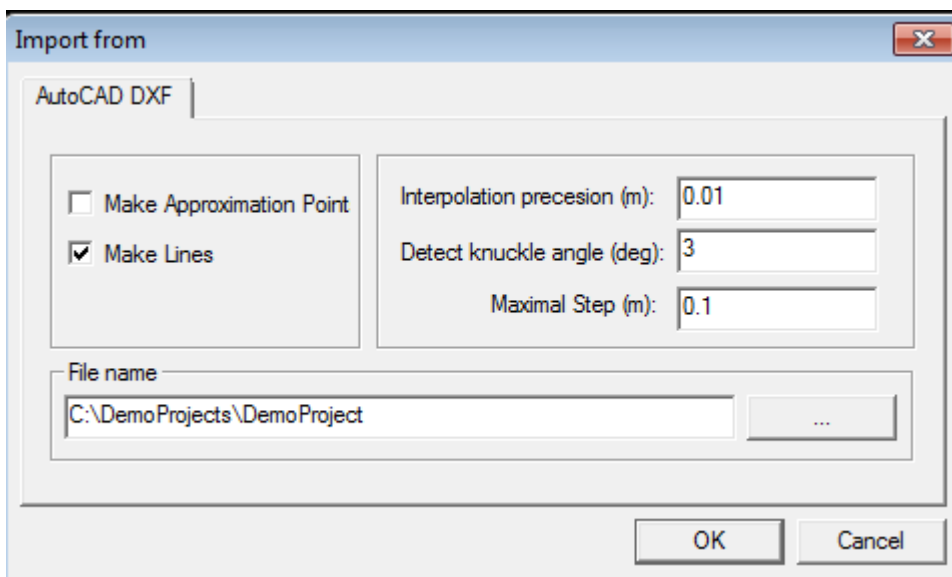 Import from
AutoCAD DXF
Make Approximation Point
Make Lines
Interpolation precesion (m): 0.01
Detect knuckle angle (deg): 3
Maximal Step (m): 0.1
File name
C:\DemoProjects\DemoProject
...
OK Cancel